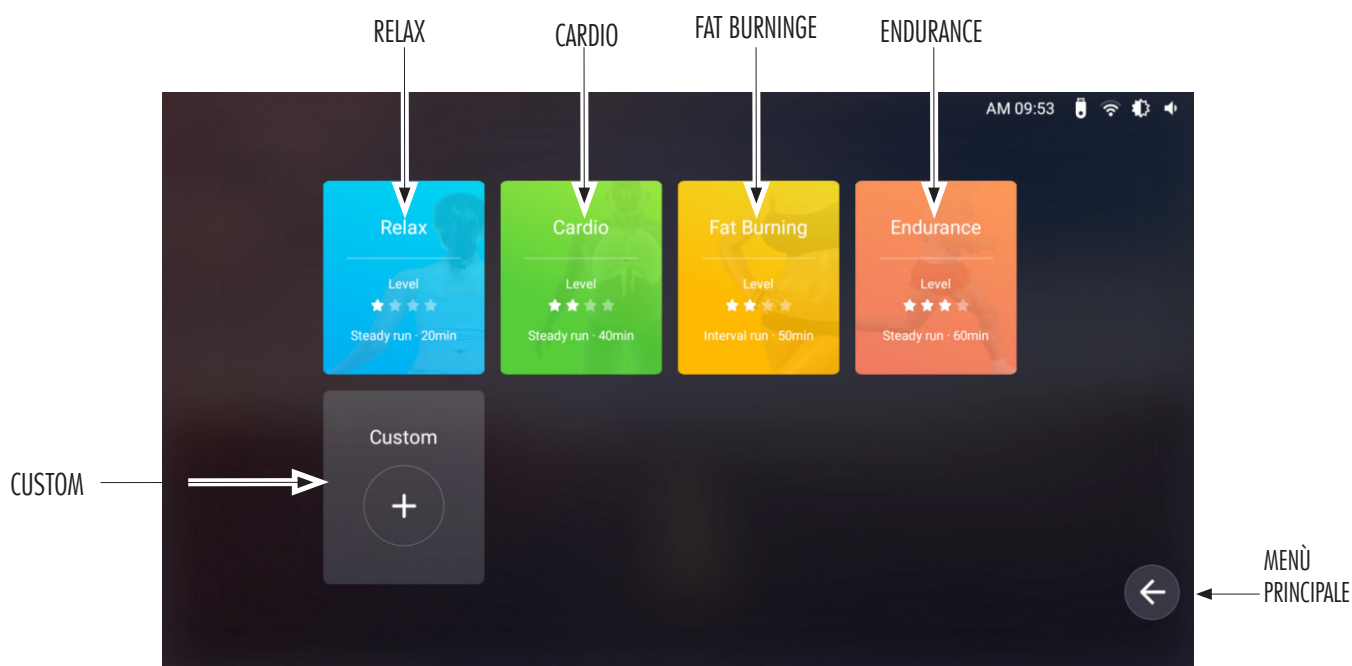 RELAX
CARDIO
FAT BURNINGE
ENDURANCE
AM 09:53
Relax
Level
Steady run · 20min
Cardio
Level
Steady run · 40min
Fat Burning
Level
Interval run · 50min
Endurance
Level
Steady run · 60min
CUSTOM
Custom
+
MENÙ
PRINCIPALE